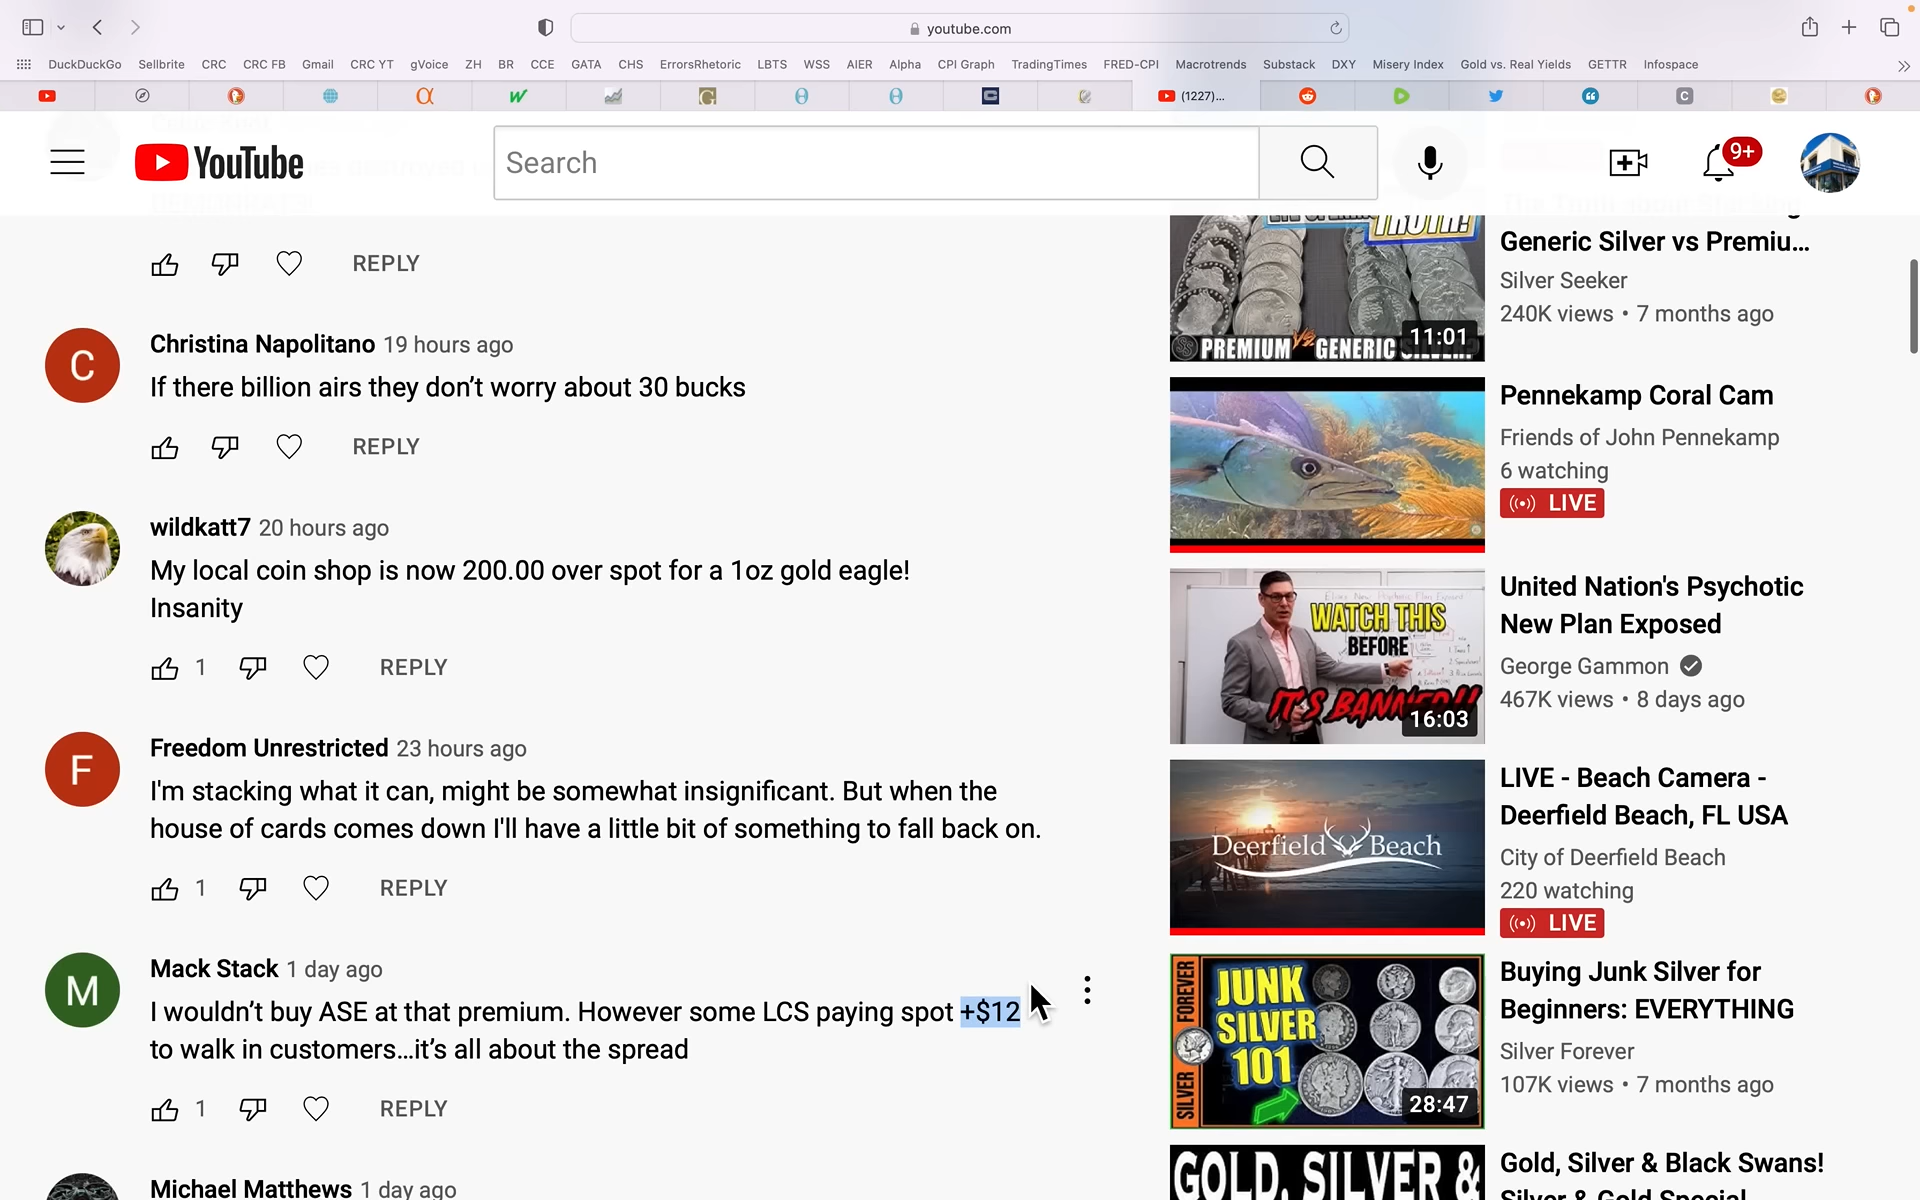 youtube.com
DuckDuckGo Sellbrite CRC CRC FB Gmail CRC YT gVoice ZH BR CCE GATA CHS ErrorsRhetoric LBTS WSS AIER Alpha CPI Graph TradingTimes FRED-CPI Macrotrends Substack DXY Misery Index Gold vs. Real Yields GETTR Infospace
(1227)...
YouTube
Search
9+
REPLY
Christina Napolitano 19 hours ago
If there billion airs they don’t worry about 30 bucks
REPLY
wildkatt7 20 hours ago
My local coin shop is now 200.00 over spot for a 1oz gold eagle!
Insanity
1 REPLY
F
Freedom Unrestricted 23 hours ago
I'm stacking what it can, might be somewhat insignificant. But when the
house of cards comes down I'll have a little bit of something to fall back on.
1 REPLY
M
Mack Stack 1 day ago
I wouldn’t buy ASE at that premium. However some LCS paying spot +$12
to walk in customers...it’s all about the spread
1 REPLY
Michael Matthews 1 day ago
C
TRUTH!
PREMIUM VS GENERIC
11:01
Generic Silver vs Premiu...
Silver Seeker
240K views • 7 months ago
Pennekamp Coral Cam
Friends of John Pennekamp
6 watching
LIVE
WATCH THIS
BEFORE
IT'S BANNED!!
16:03
United Nation's Psychotic
New Plan Exposed
George Gammon
467K views • 8 days ago
Deerfield Beach
LIVE - Beach Camera -
Deerfield Beach, FL USA
City of Deerfield Beach
220 watching
LIVE
SILVER FOREVER
JUNK
SILVER
101
28:47
Buying Junk Silver for
Beginners: EVERYTHING
Silver Forever
107K views • 7 months ago
GOLD, SILVER &
Gold, Silver & Black Swans!
Silver & Gold Special